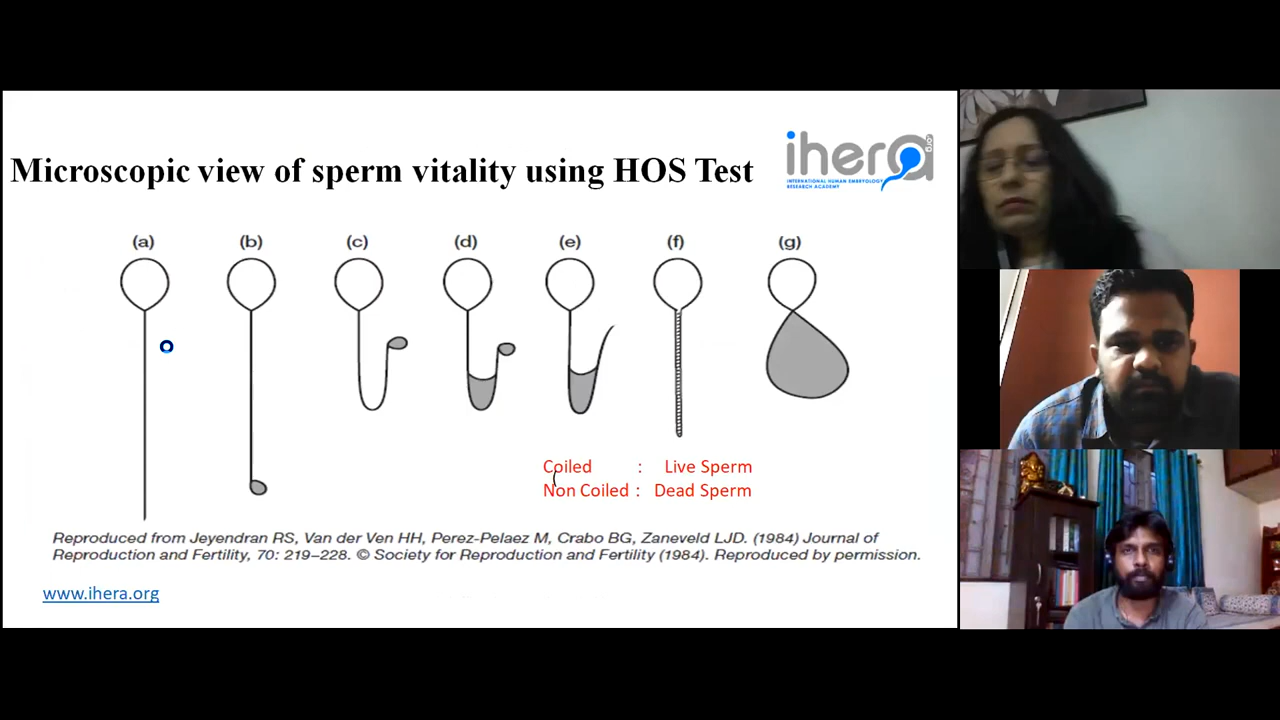 ihera
.org
INTERNATIONAL HUMAN EMBRYOLOGY
RESEARCH ACADEMY
Microscopic view of sperm vitality using HOS Test
(a) (b) (c) (d) (e) (f) (g)
Coiled : Live Sperm
Non Coiled : Dead Sperm
Reproduced from Jeyendran RS, Van der Ven HH, Perez-Pelaez M, Crabo BG, Zaneveld LJD. (1984) Journal of
Reproduction and Fertility, 70: 219–228. © Society for Reproduction and Fertility (1984). Reproduced by permission.
www.ihera.org